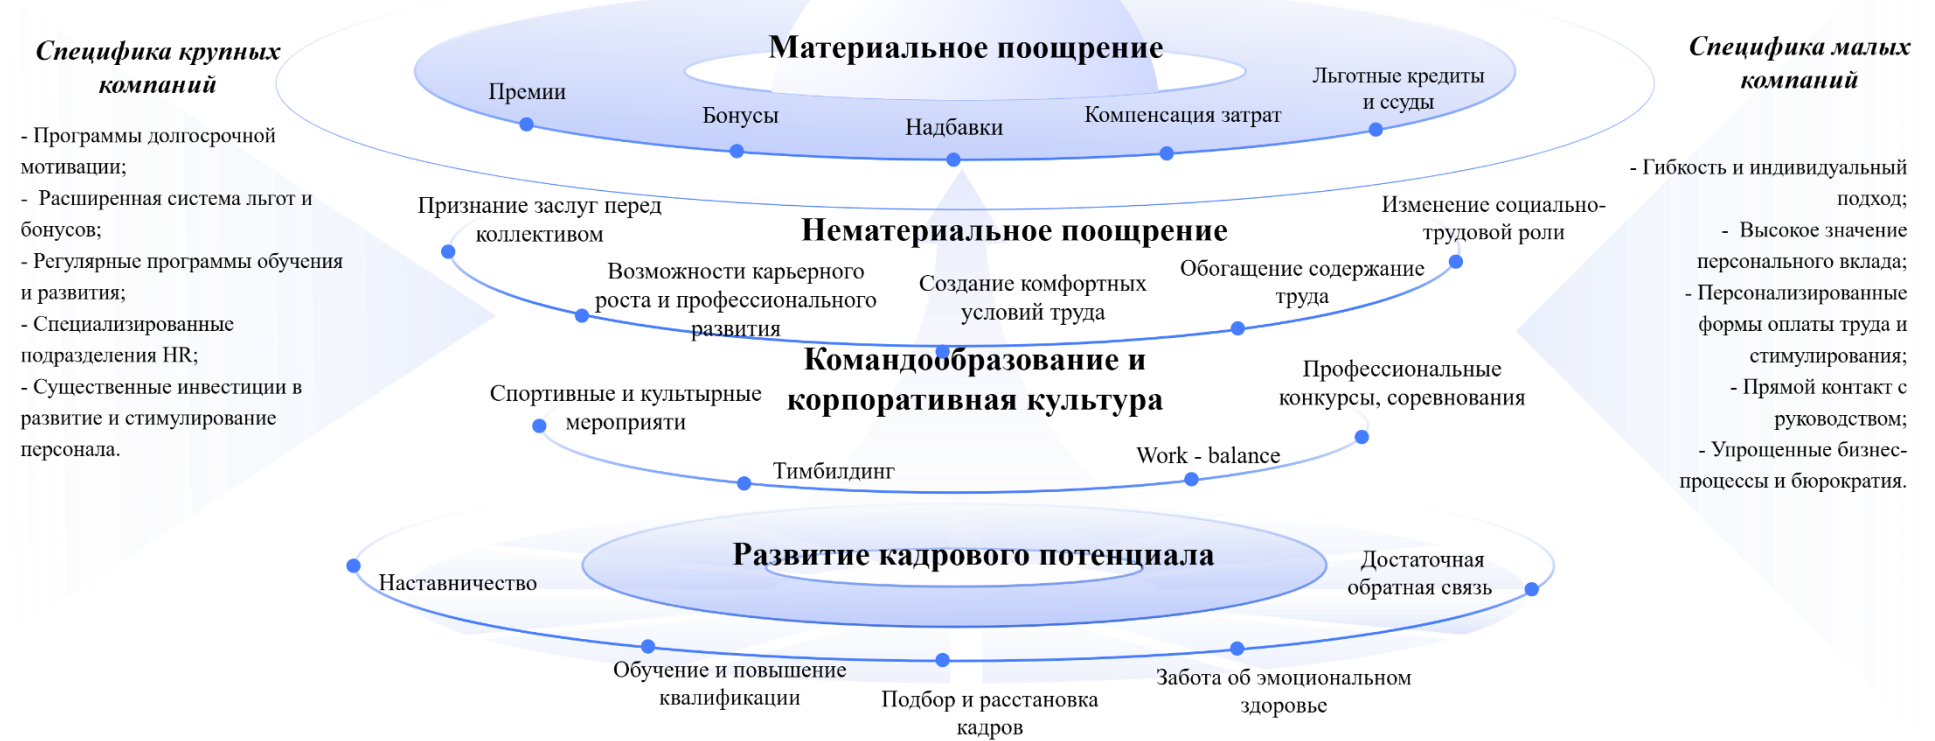 Специфика крупных
компаний
- Программы долгосрочной
мотивации;
- Расширенная система льгот и
бонусов;
- Регулярные программы обучения
и развития;
- Специализированные
подразделения HR;
- Существенные инвестиции в
развитие и стимулирование
персонала.
Материальное поощрение
Премии
Бонусы
Надбавки
Компенсация затрат
Льготные кредиты
и ссуды
Нематериальное поощрение
Признание заслуг перед
коллективом
Возможности карьерного
роста и профессионального
развития
Создание комфортных
условий труда
Обогащение содержание
труда
Изменение социально-
трудовой роли
Командообразование и
корпоративная культура
Спортивные и культырные
мероприяти
Тимбилдинг
Work - balance
Профессиональные
конкурсы, соревнования
Развитие кадрового потенциала
Наставничество
Обучение и повышение
квалификации
Подбор и расстановка
кадров
Забота об эмоциональном
здоровье
Достаточная
обратная связь
Специфика малых
компаний
- Гибкость и индивидуальный
подход;
- Высокое значение
персонального вклада;
- Персонализированные
формы оплаты труда и
стимулирования;
- Прямой контакт с
руководством;
- Упрощенные бизнес-
процессы и бюрократия.